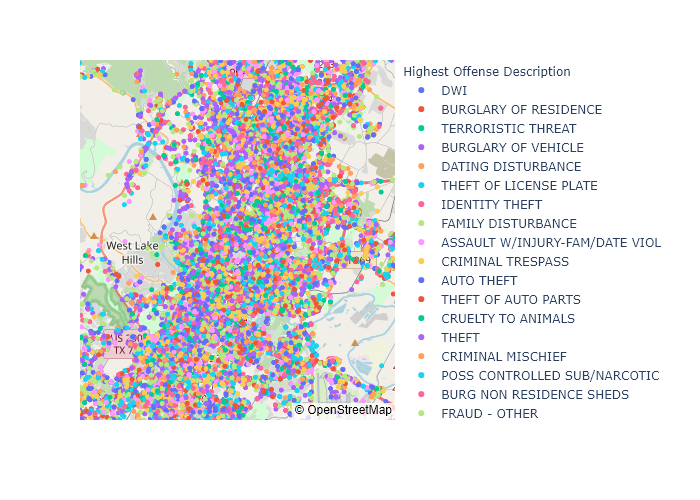 Highest Offense Description
DWI
BURGLARY OF RESIDENCE
TERRORISTIC THREAT
BURGLARY OF VEHICLE
DATING DISTURBANCE
THEFT OF LICENSE PLATE
IDENTITY THEFT
FAMILY DISTURBANCE
ASSAULT W/INJURY-FAM/DATE VIOL
CRIMINAL TRESPASS
AUTO THEFT
THEFT OF AUTO PARTS
CRUELTY TO ANIMALS
THEFT
CRIMINAL MISCHIEF
POSS CONTROLLED SUB/NARCOTIC
BURG NON RESIDENCE SHEDS
FRAUD - OTHER
West Lake
Hills
US
TX
© OpenStreetMap